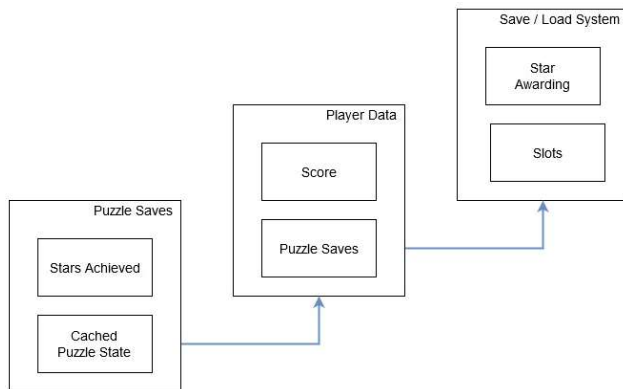 Save / Load System
Star
Awarding
Slots
Player Data
Score
Puzzle Saves
Puzzle Saves
Stars Achieved
Cached
Puzzle State